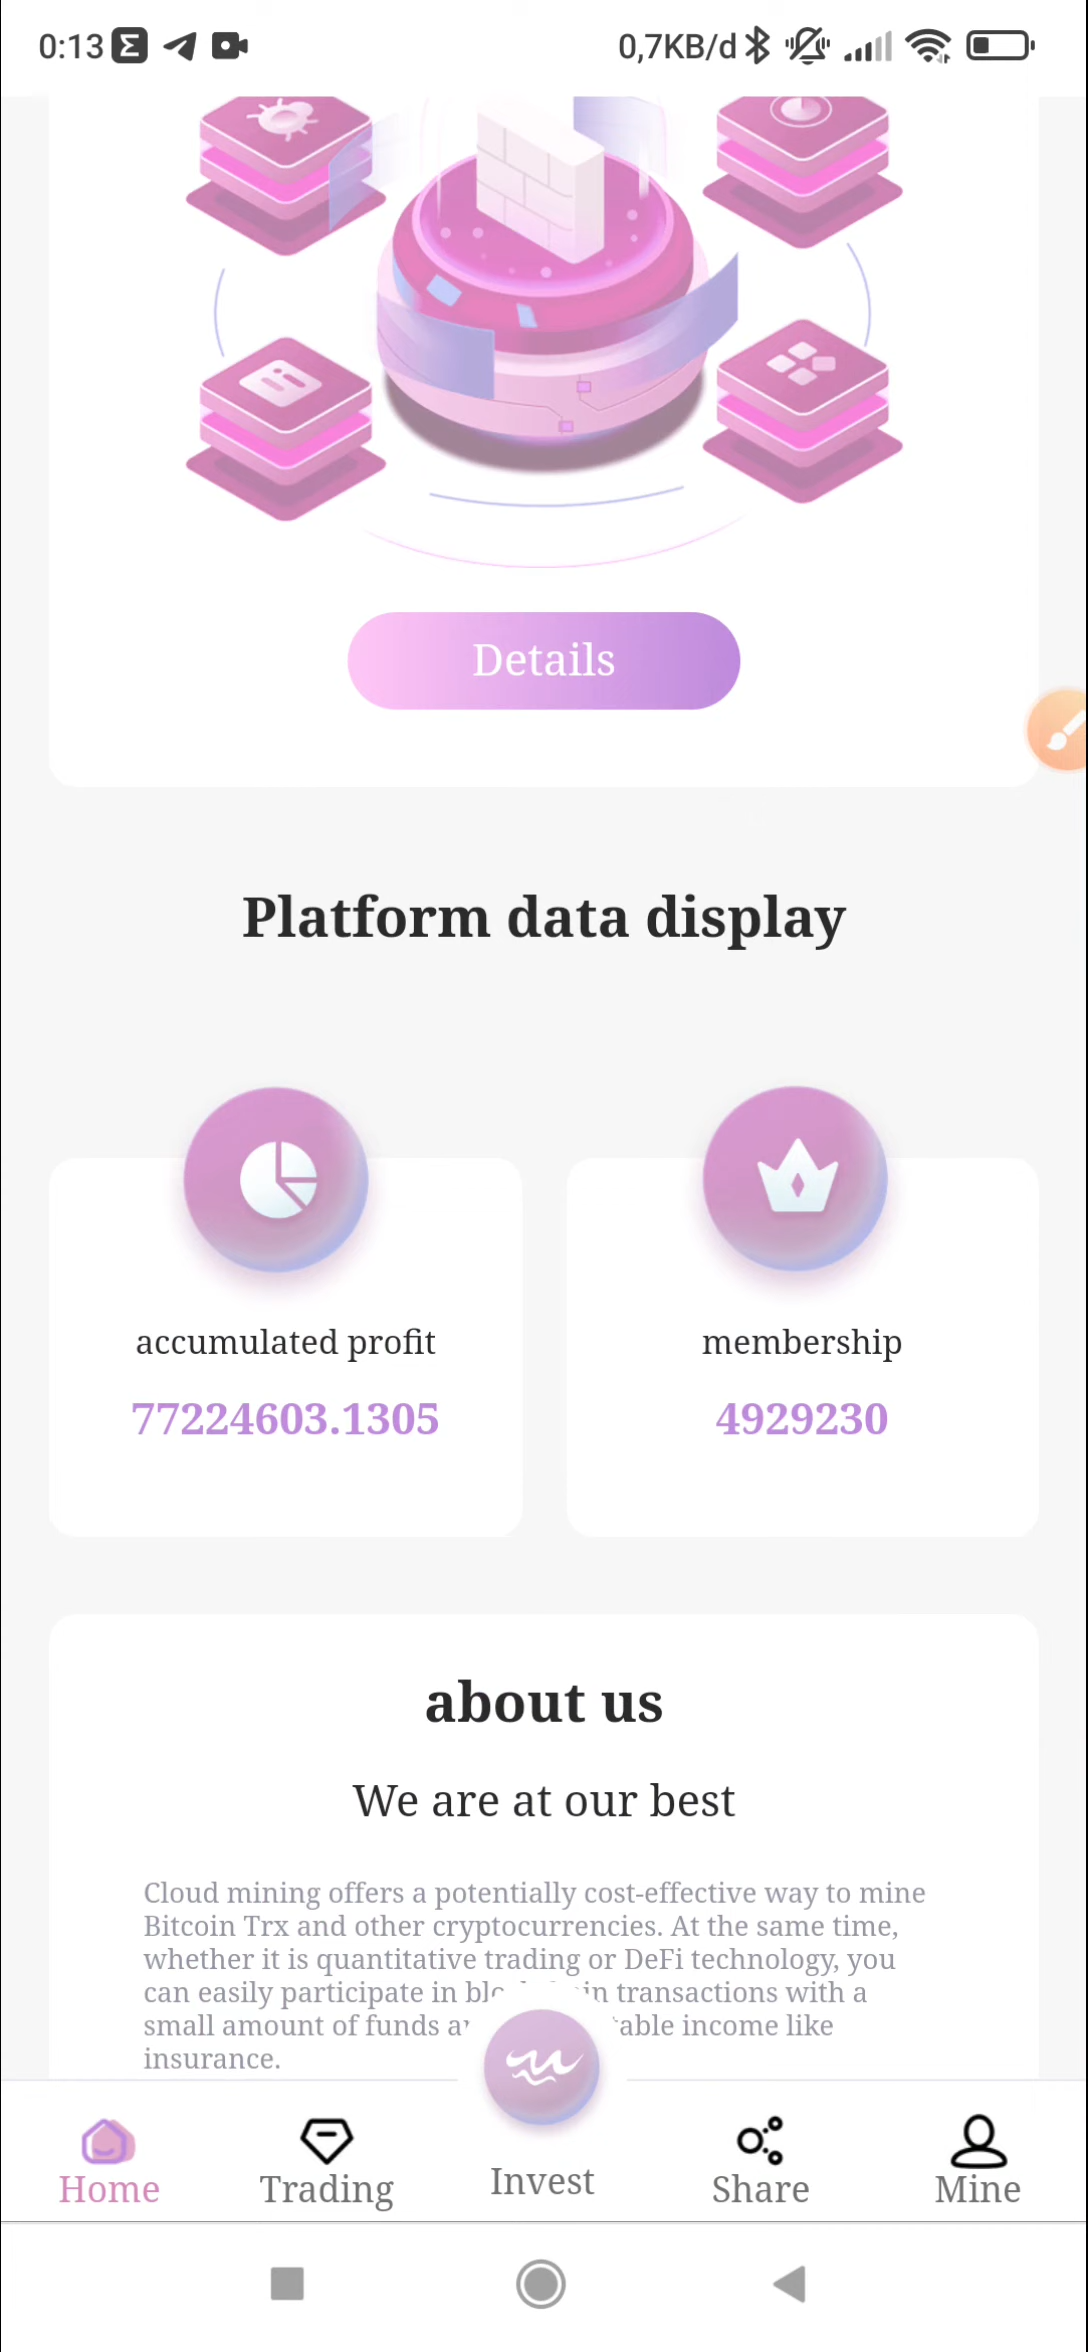 0:13
0,7KB/d
Details
Platform data display
accumulated profit
77224603.1305
membership
4929230
about us
We are at our best
Cloud mining offers a potentially cost-effective way to mine
Bitcoin Trx and other cryptocurrencies. At the same time,
whether it is quantitative trading or DeFi technology, you
can easily participate in transactions with a
small amount of funds income like
insurance.
Home
Trading
Invest
Share
Mine